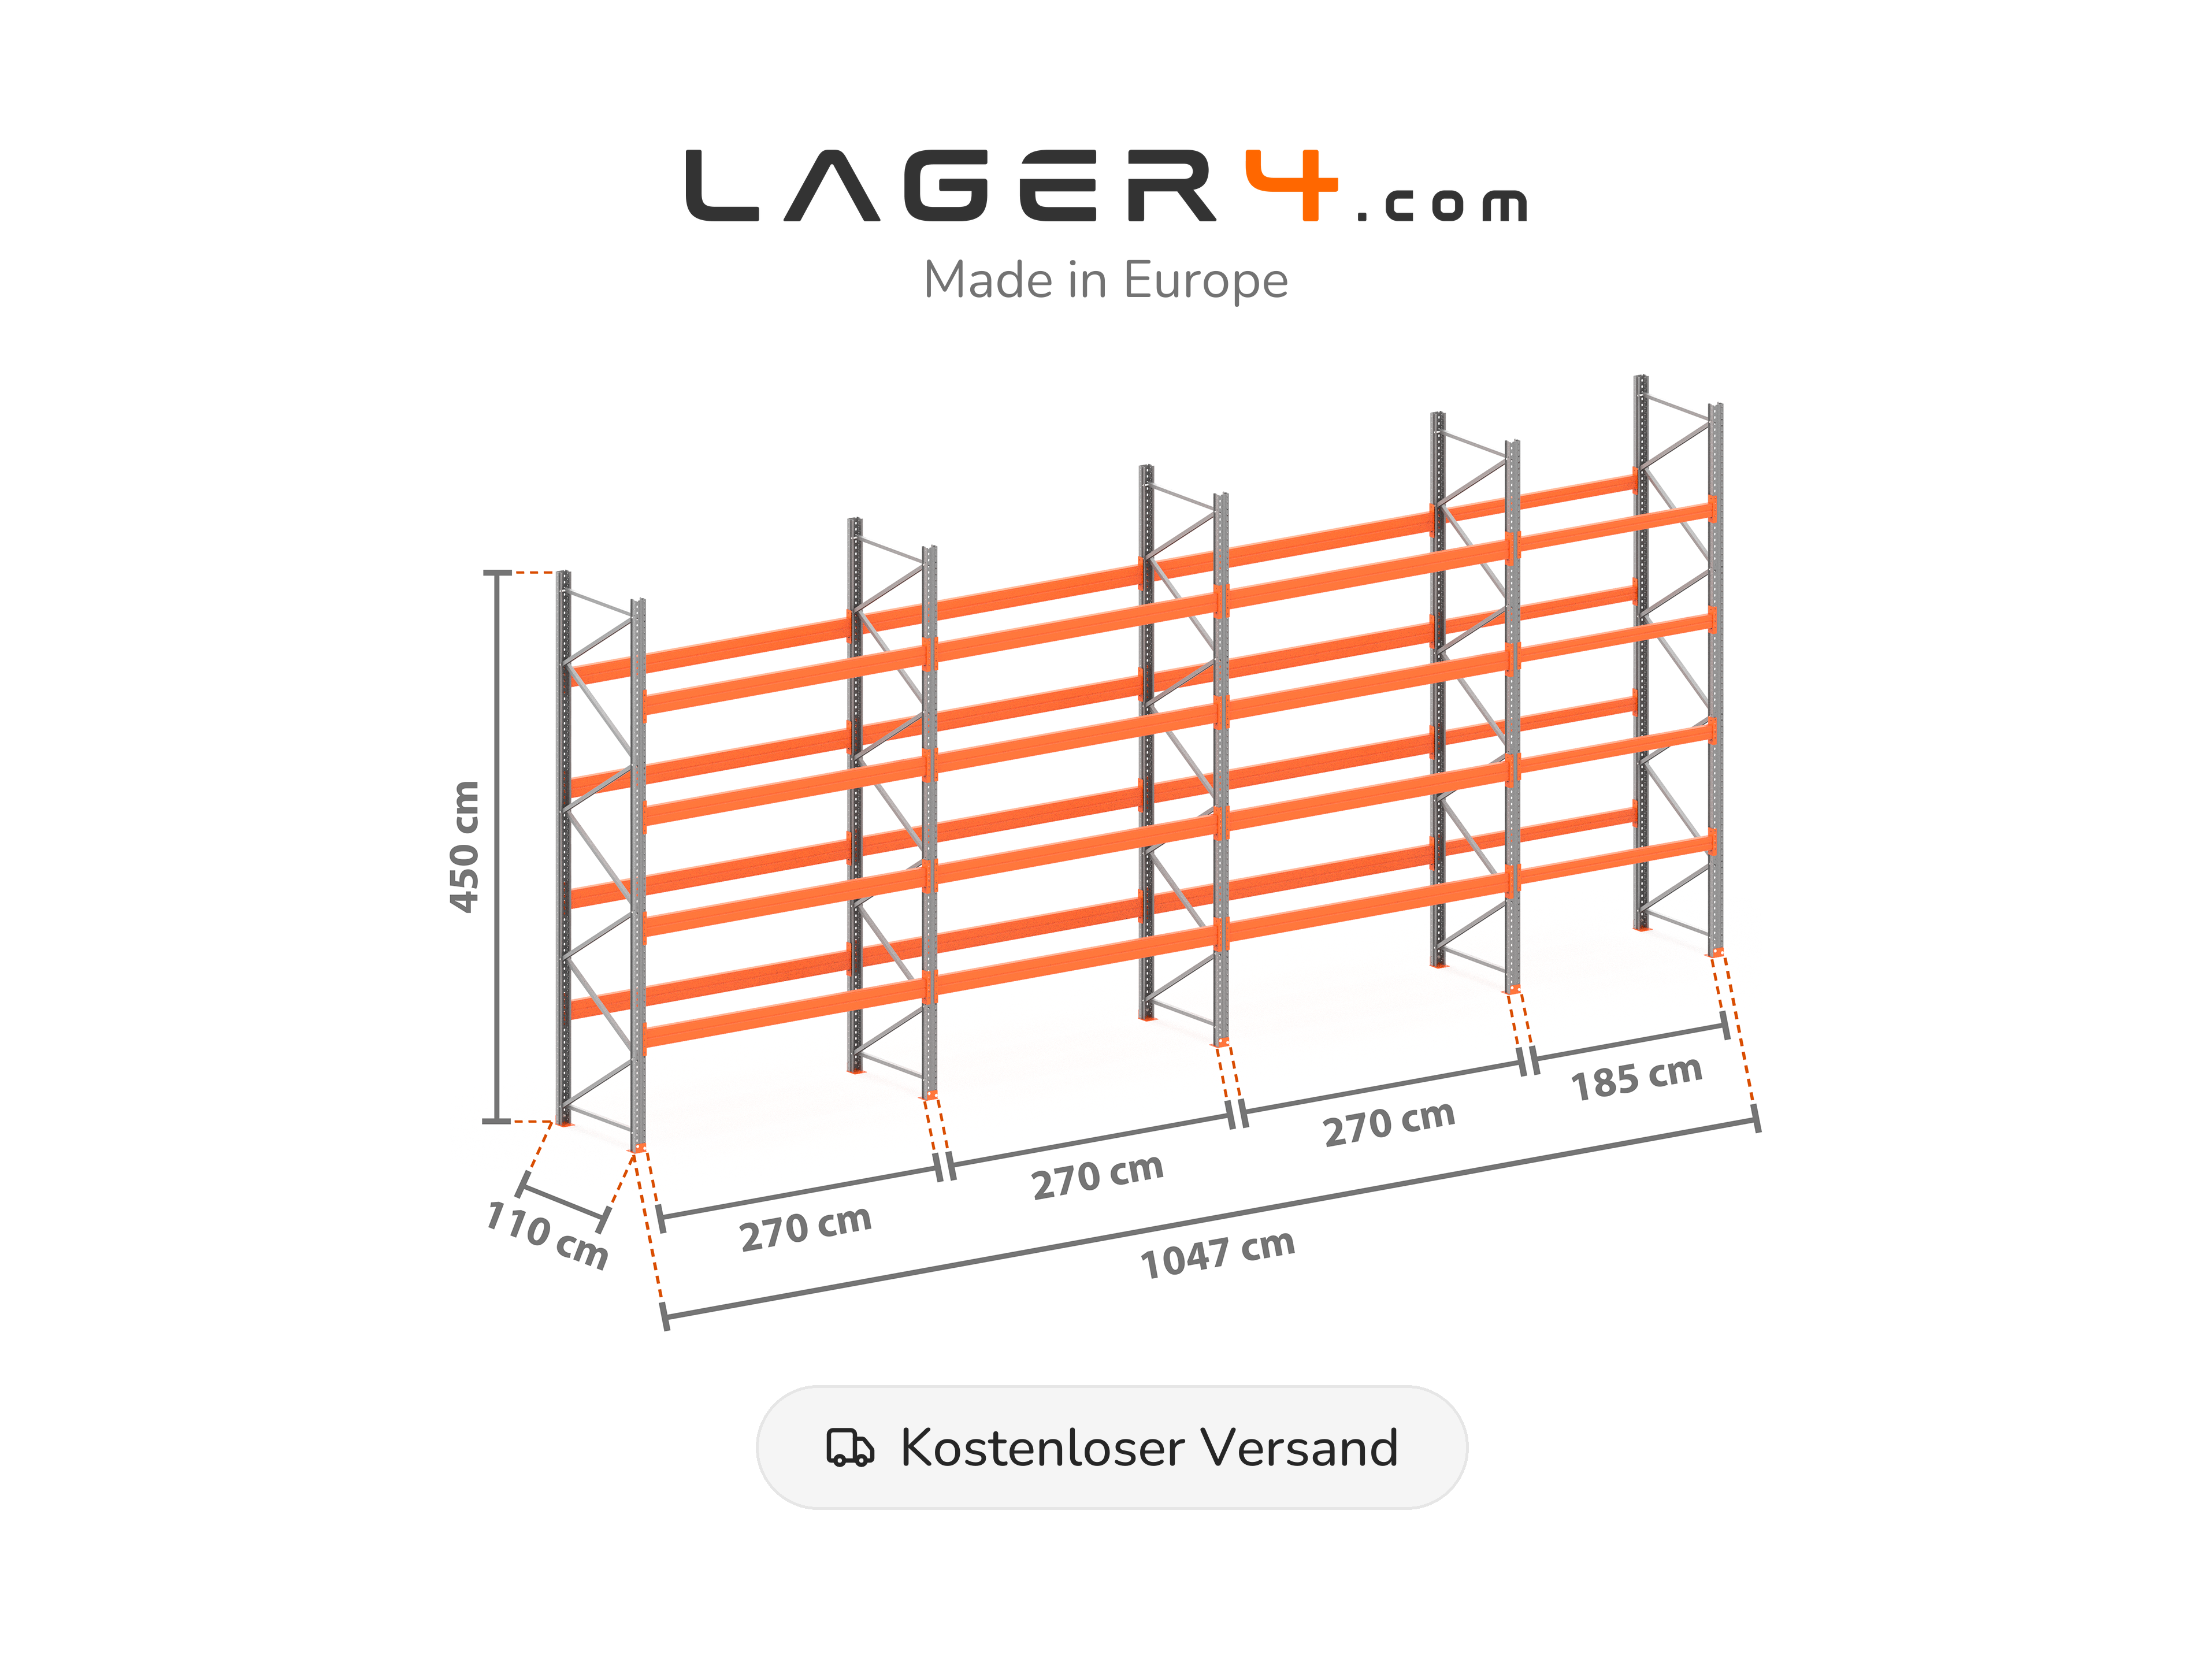 LAGER4.com
Made in Europe
450 cm
110 cm
270 cm
270 cm
270 cm
185 cm
1047 cm
Kostenloser Versand